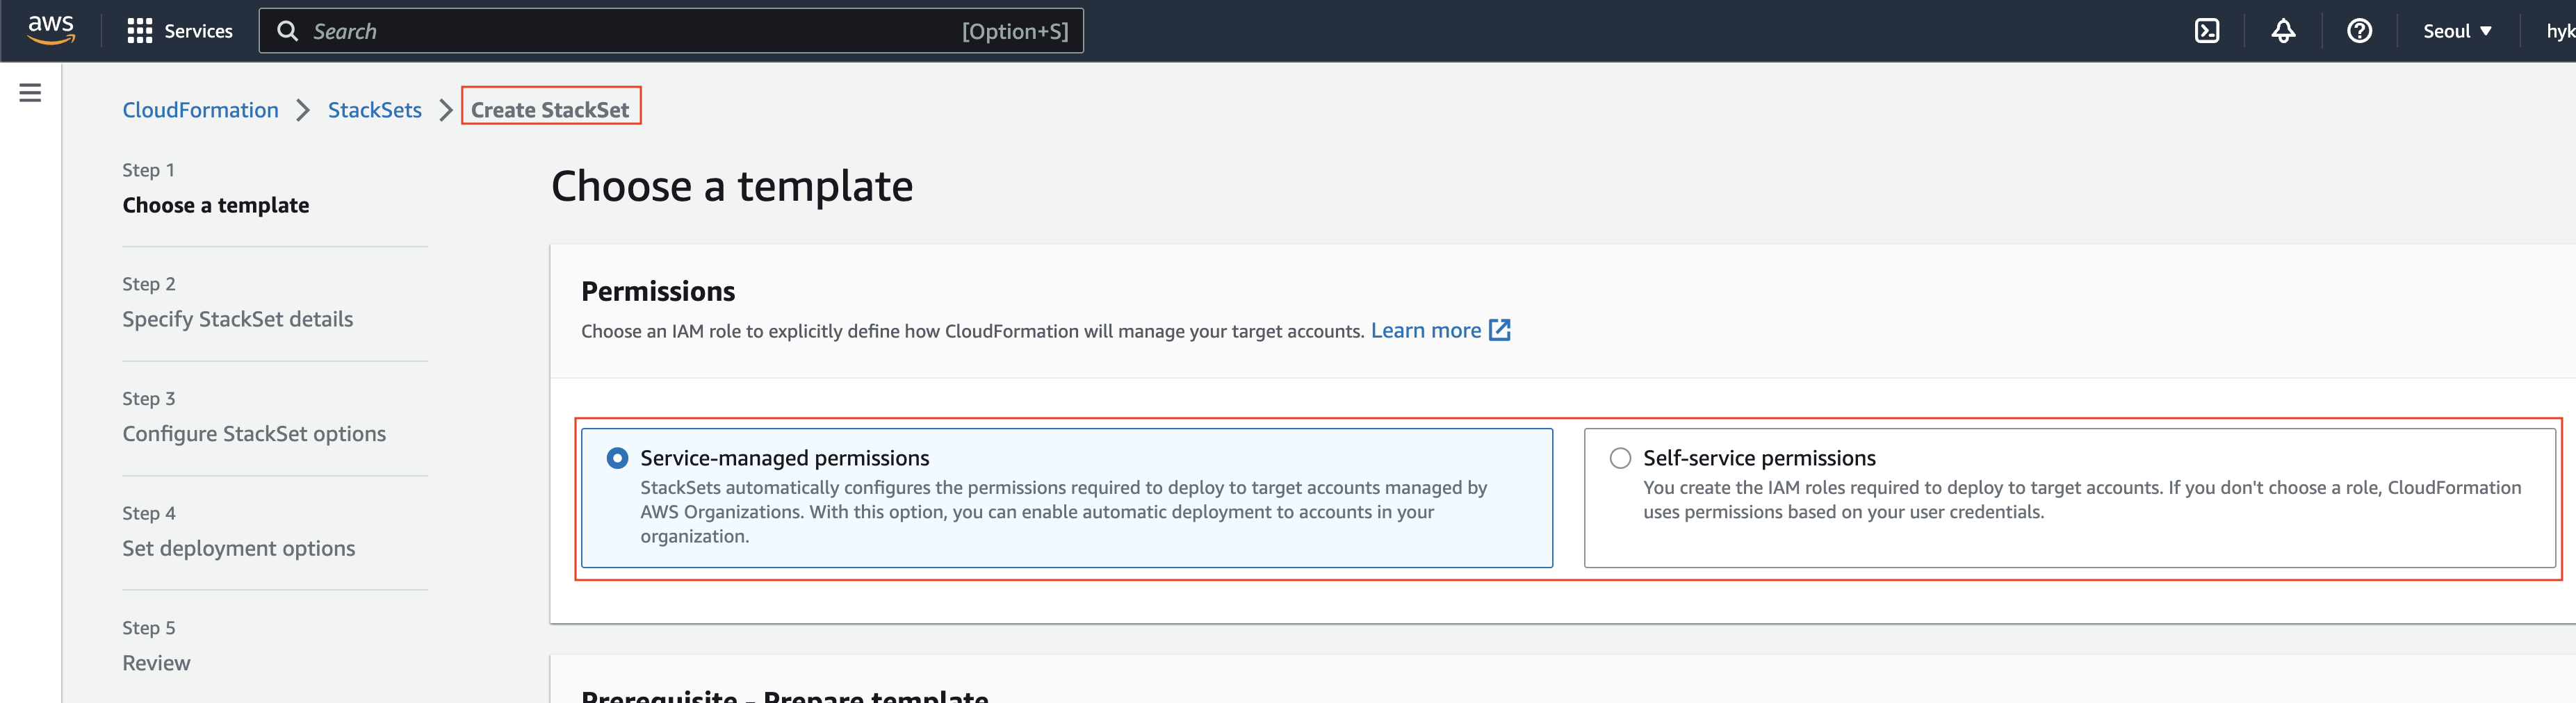 aws
Services
Search
[Option+S]
Seoul
hyk
CloudFormation
StackSets
Create StackSet
Step 1
Choose a template
Step 2
Specify StackSet details
Step 3
Configure StackSet options
Step 4
Set deployment options
Step 5
Review
Choose a template
Permissions
Choose an IAM role to explicitly define how CloudFormation will manage your target accounts. Learn more
Service-managed permissions
StackSets automatically configures the permissions required to deploy to target accounts managed by
AWS Organizations. With this option, you can enable automatic deployment to accounts in your
organization.
Self-service permissions
You create the IAM roles required to deploy to target accounts. If you don't choose a role, CloudFormation
uses permissions based on your user credentials.
Prerequisite - Prepare template